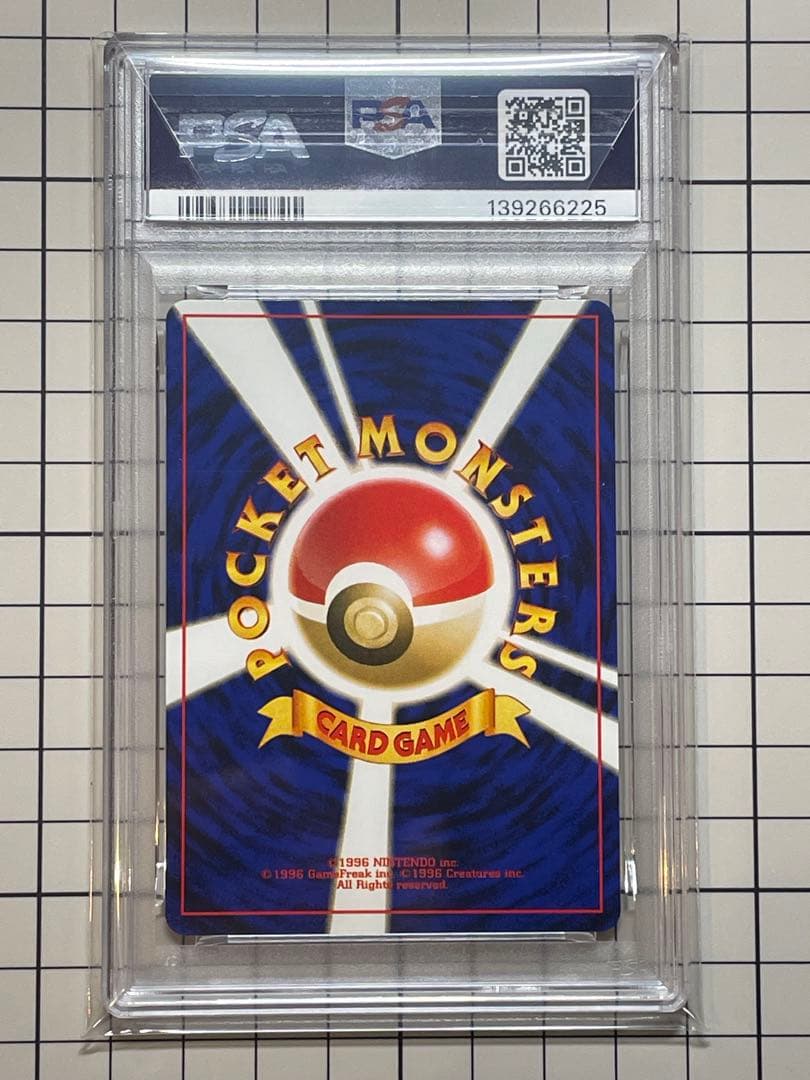 PSA
PSA
139266225
POCKET MONSTERS
CARD GAME
©1996 NINTENDO inc.
©1996 GameFreak inc. ©1996 Creatures inc.
All Rights reserved.